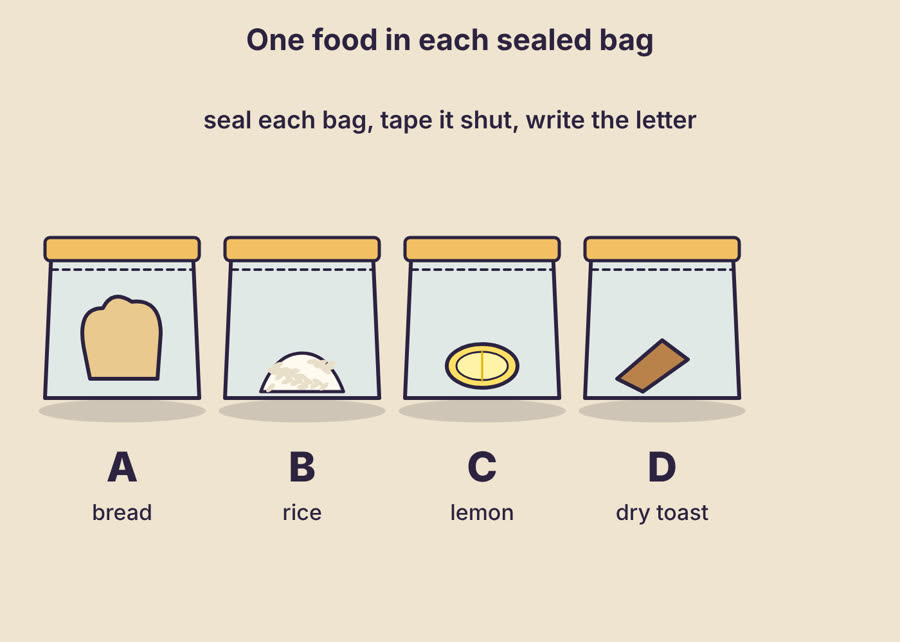 One food in each sealed bag
seal each bag, tape it shut, write the letter
A B C D
bread rice lemon dry toast